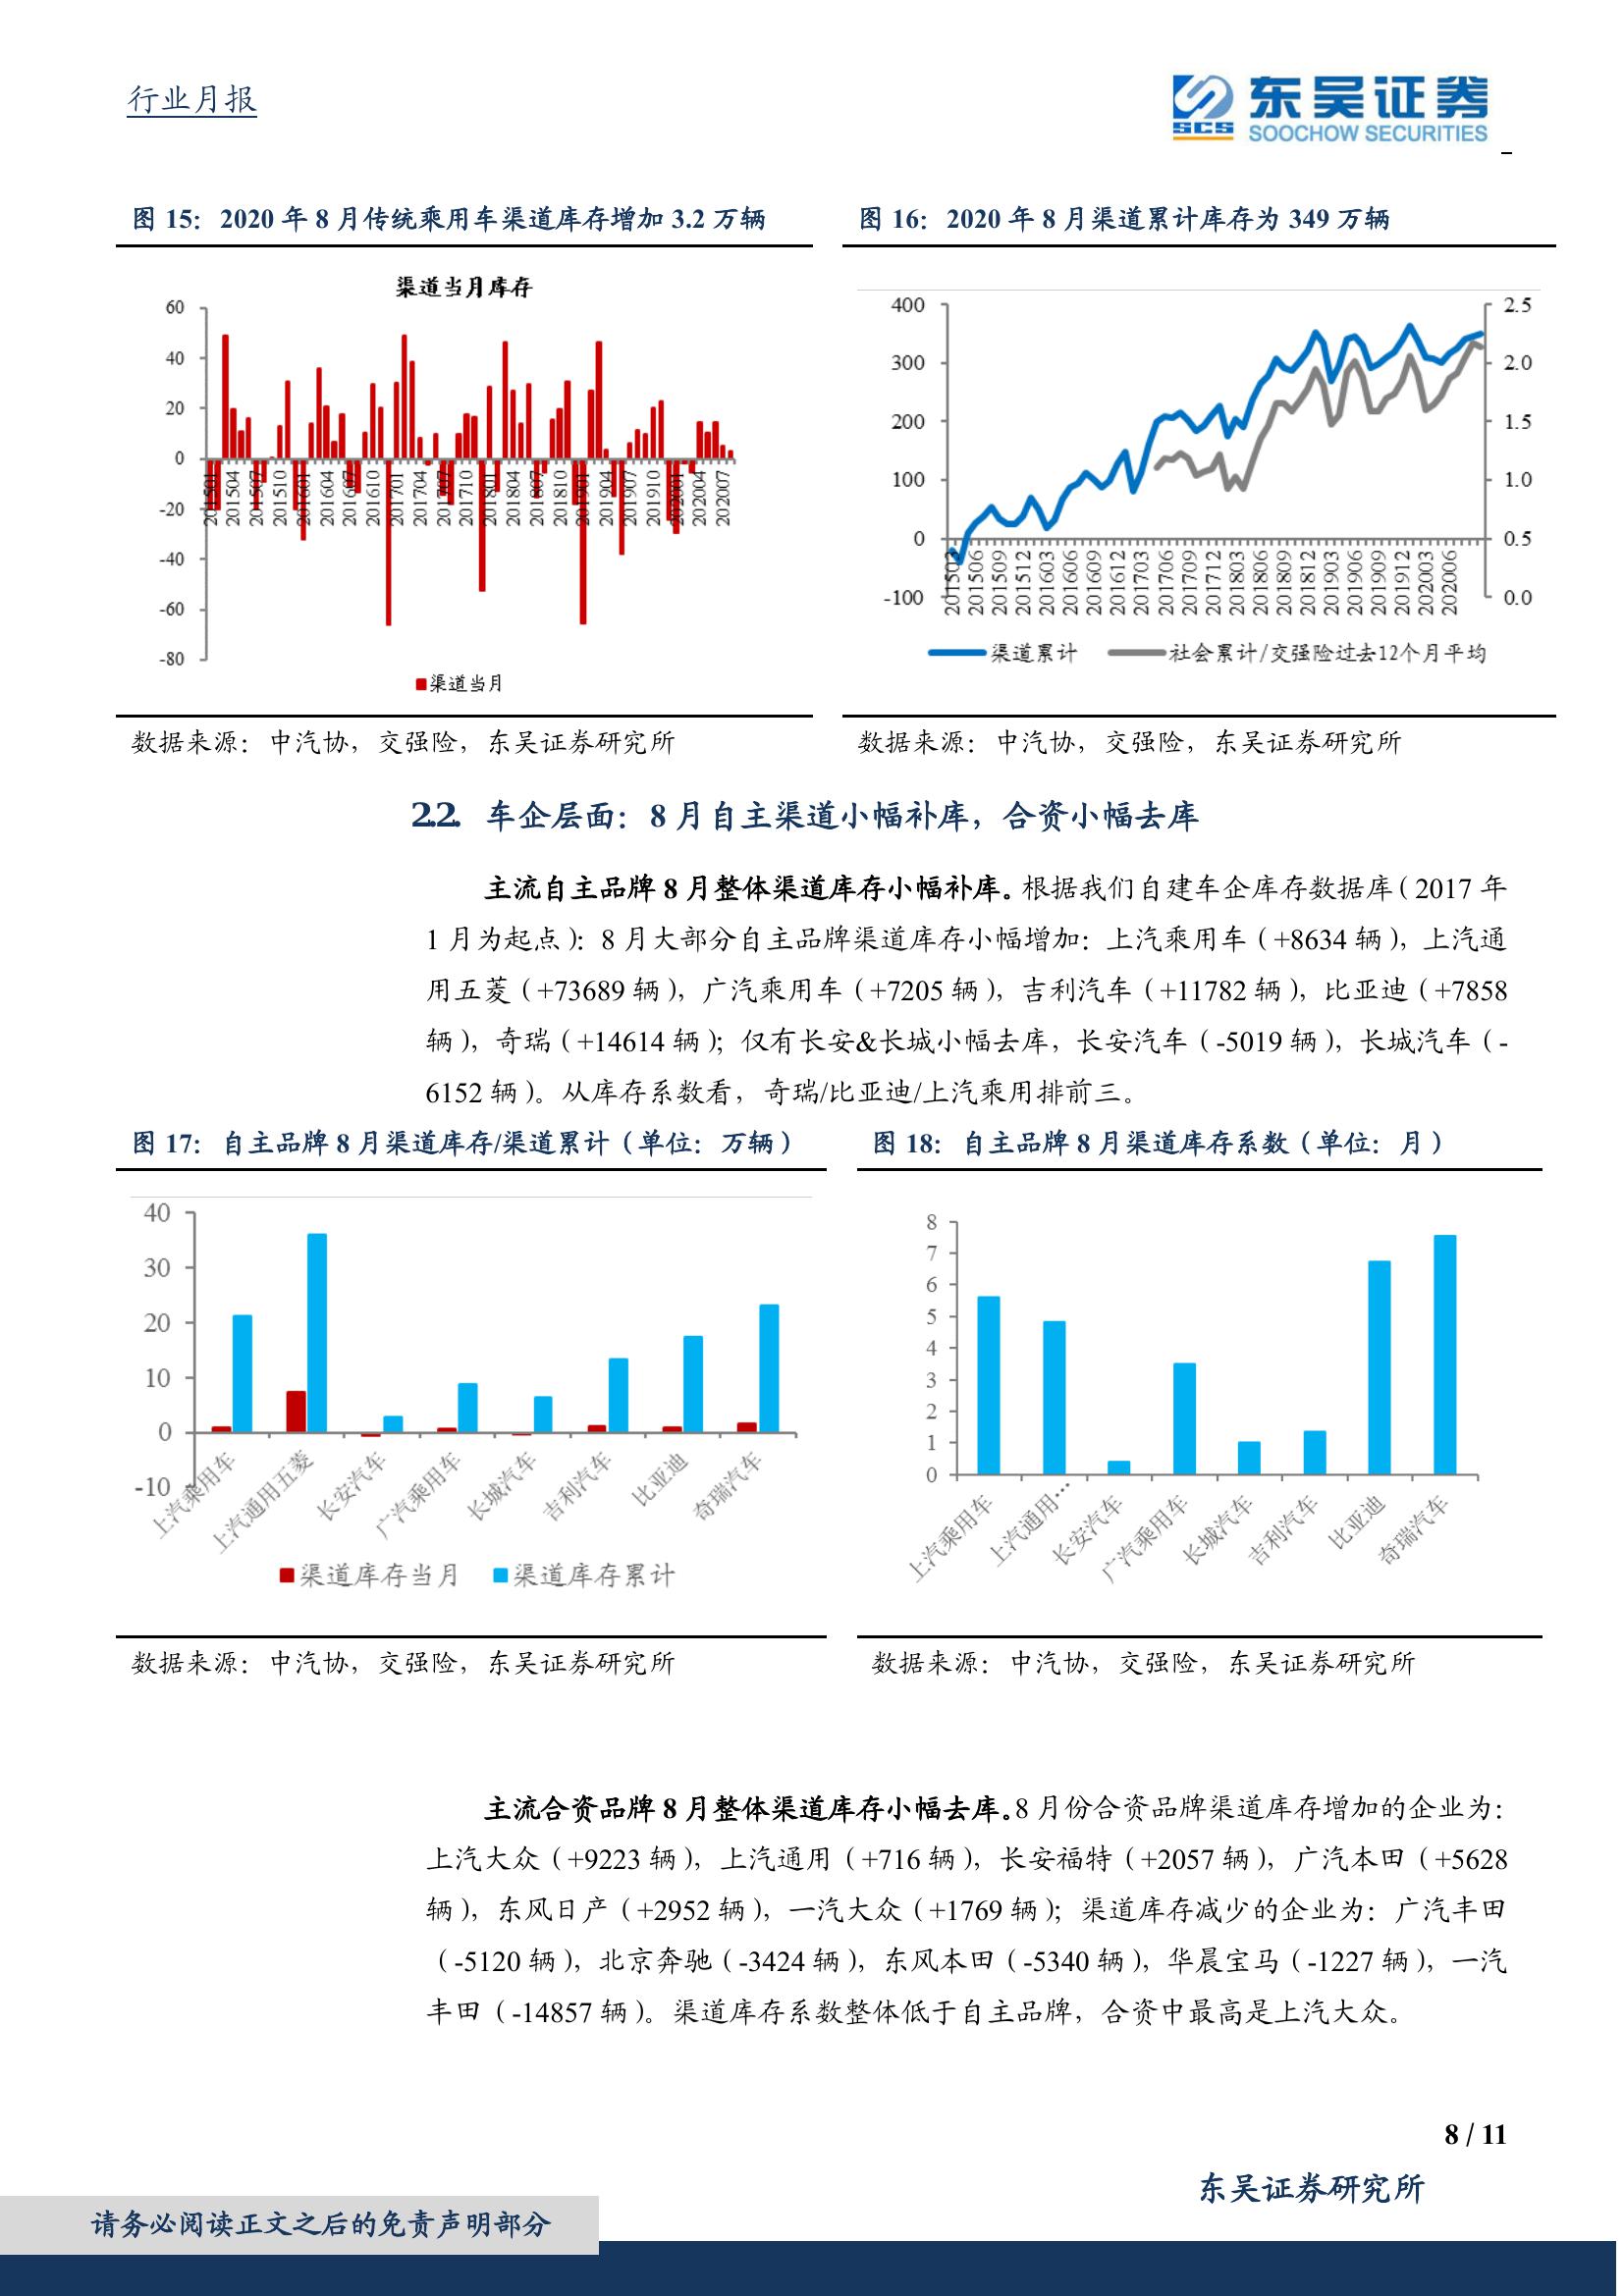 行业月报
东吴证券
SCS
SOOCHOW SECURITIES
图 15：2020 年 8 月传统乘用车渠道库存增加 3.2 万辆
渠道当月库存
60
40
20
0
-20
-40
-60
-80
201501
201504
201507
201510
201601
201604
201607
201610
201701
201704
201707
201710
201801
201804
201807
201810
201901
201904
201907
201910
202001
202004
202007
渠道当月
数据来源：中汽协，交强险，东吴证券研究所
图 16：2020 年 8 月渠道累计库存为 349 万辆
400
300
200
100
0
-100
2.5
2.0
1.5
1.0
0.5
0.0
201503
201506
201509
201512
201603
201606
201609
201612
201703
201706
201709
201712
201803
201806
201809
201812
201903
201906
201909
201912
202003
202006
渠道累计
社会累计/交强险过去12个月平均
数据来源：中汽协，交强险，东吴证券研究所
2.2. 车企层面：8 月自主渠道小幅补库，合资小幅去库
主流自主品牌 8 月整体渠道库存小幅补库。根据我们自建车企库存数据库（2017 年
1 月为起点）：8 月大部分自主品牌渠道库存小幅增加：上汽乘用车（+8634 辆），上汽通
用五菱（+73689 辆），广汽乘用车（+7205 辆），吉利汽车（+11782 辆），比亚迪（+7858
辆），奇瑞（+14614 辆）；仅有长安&长城小幅去库，长安汽车（-5019 辆），长城汽车（-
6152 辆）。从库存系数看，奇瑞/比亚迪/上汽乘用排前三。
图 17：自主品牌 8 月渠道库存/渠道累计（单位：万辆）
40
30
20
10
0
-10
上汽乘用车
上汽通用五菱
长安汽车
广汽乘用车
长城汽车
吉利汽车
比亚迪
奇瑞汽车
渠道库存当月
渠道库存累计
数据来源：中汽协，交强险，东吴证券研究所
图 18：自主品牌 8 月渠道库存系数（单位：月）
8
7
6
5
4
3
2
1
0
上汽乘用车
上汽通用…
长安汽车
广汽乘用车
长城汽车
吉利汽车
比亚迪
奇瑞汽车
数据来源：中汽协，交强险，东吴证券研究所
主流合资品牌 8 月整体渠道库存小幅去库。8 月份合资品牌渠道库存增加的企业为：
上汽大众（+9223 辆），上汽通用（+716 辆），长安福特（+2057 辆），广汽本田（+5628
辆），东风日产（+2952 辆），一汽大众（+1769 辆）；渠道库存减少的企业为：广汽丰田
（-5120 辆），北京奔驰（-3424 辆），东风本田（-5340 辆），华晨宝马（-1227 辆），一汽
丰田（-14857 辆）。渠道库存系数整体低于自主品牌，合资中最高是上汽大众。
8 / 11
东吴证券研究所
请务必阅读正文之后的免责声明部分